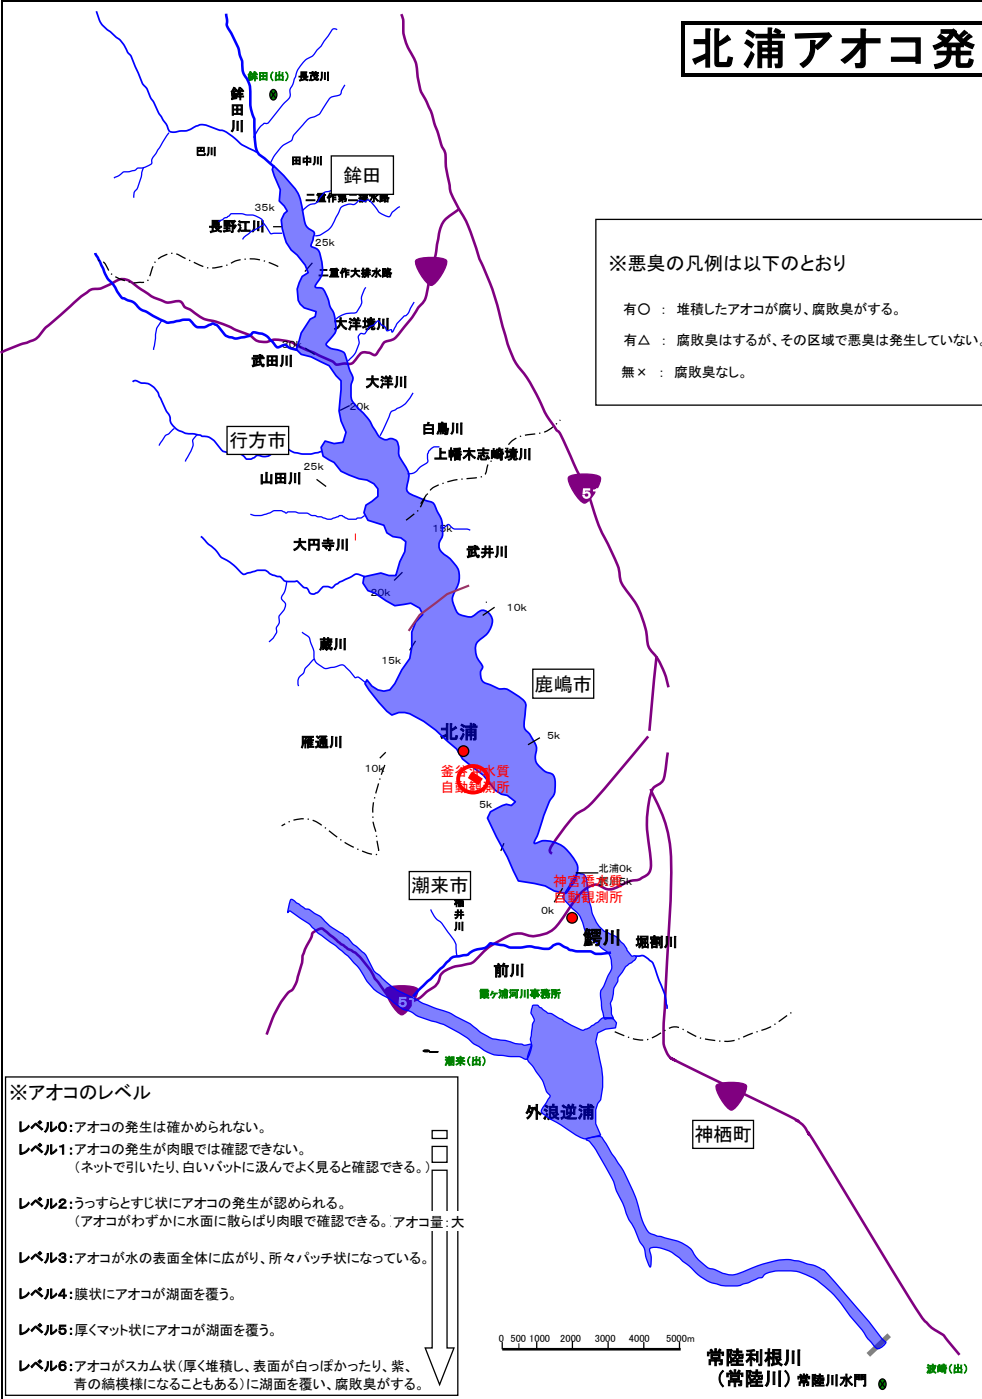 北浦アオコ発
鉾田(出)
長茂川
鉾田川
巴川
田中川
鉾田
二重作第二排水路
35k
長野江川
25k
二重作大排水路
大洋境川
30k
武田川
大洋川
20k
白鳥川
行方市
上幡木志崎境川
25k
山田川
51
15k
大円寺川
武井川
20k
10k
蔵川
15k
鹿嶋市
北浦
雁通川
5k
10k
自動観測所
5k
北浦0k
潮来市
自動観測所
0k
鰐川
堀割川
前川
霞ヶ浦河川事務所
51
潮来(出)
外浪逆浦
神栖町
※悪臭の凡例は以下のとおり
有○ : 堆積したアオコが腐り、腐敗臭がする。
有△ : 腐敗臭はするが、その区域で悪臭は発生していない。
無× : 腐敗臭なし。
※アオコのレベル
レベル0:アオコの発生は確かめられない。
レベル1:アオコの発生が肉眼では確認できない。
(ネットで引いたり、白いバットに汲んでよく見ると確認できる。)
レベル2:うっすらとすじ状にアオコの発生が認められる。
(アオコがわずかに水面に散らばり肉眼で確認できる。
アオコ量:大
レベル3:アオコが水の表面全体に広がり、所々パッチ状になっている。
レベル4:膜状にアオコが湖面を覆う。
レベル5:厚くマット状にアオコが湖面を覆う。
レベル6:アオコがスカム状(厚く堆積し、表面が白っぽかったり、紫、
青の縞模様になることもある)に湖面を覆い、腐敗臭がする。
0 500 1000 2000 3000 4000 5000m
常陸利根川
(常陸川)
常陸川水門
波崎(出)